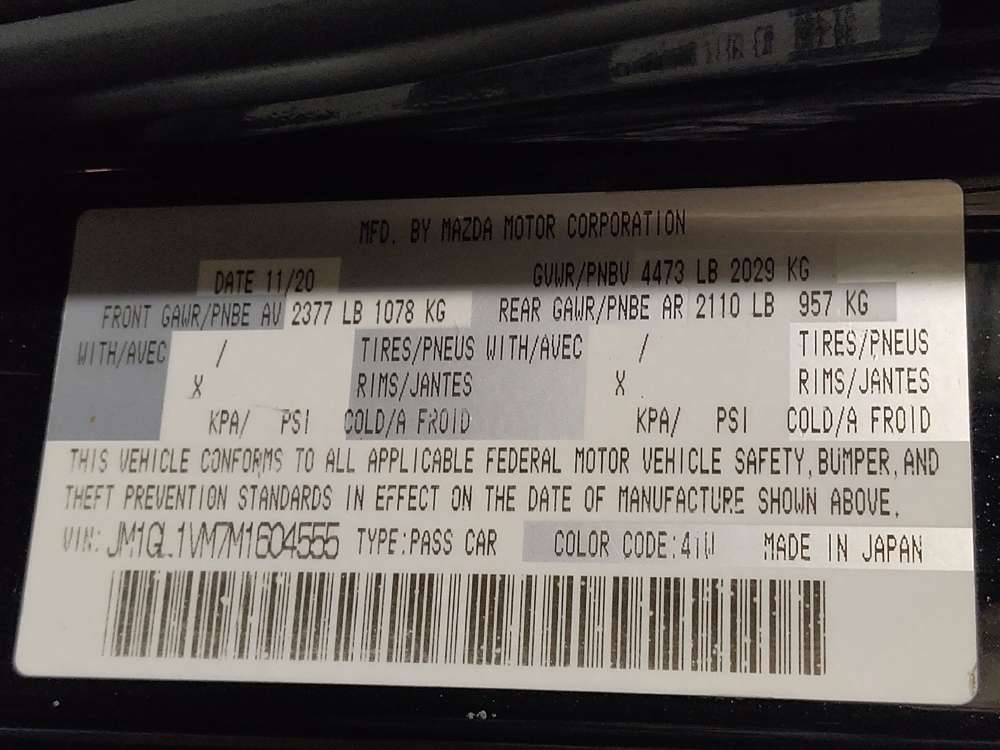 MFD. BY MAZDA MOTOR CORPORATION
DATE 11/20 GVWR/PNBV 4473 LB 2029 KG
FRONT GAWR/PNBE AV 2377 LB 1078 KG REAR GAWR/PNBE AR 2110 LB 957 KG
WITH/AVEC / TIRES/PNEUS WITH/AVEC / TIRES/PNEUS
X RIMS/JANTES X RIMS/JANTES
KPA/ PSI COLD/A FROID KPA/ PSI COLD/A FROID
THIS VEHICLE CONFORMS TO ALL APPLICABLE FEDERAL MOTOR VEHICLE SAFETY, BUMPER, AND
THEFT PREVENTION STANDARDS IN EFFECT ON THE DATE OF MANUFACTURE SHOWN ABOVE.
VIN: JM1GL1VM7M1604555 TYPE:PASS CAR COLOR CODE: MADE IN JAPAN